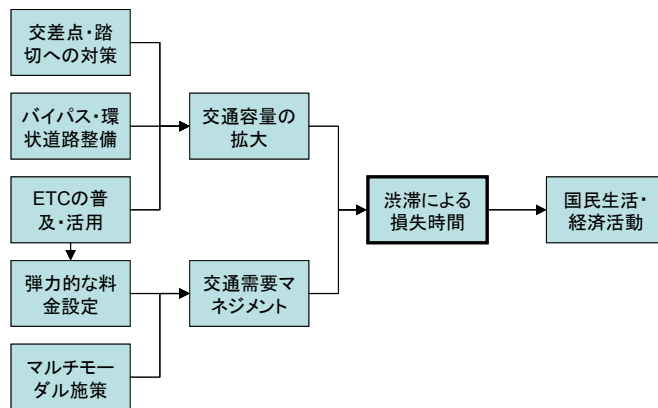 交差点・踏
切への対策
バイパス・環
状道路整備
ETCの普
及・活用
弾力的な料
金設定
マルチモー
ダル施策
交通容量の
拡大
交通需要マ
ネジメント
渋滞による
損失時間
国民生活・
経済活動